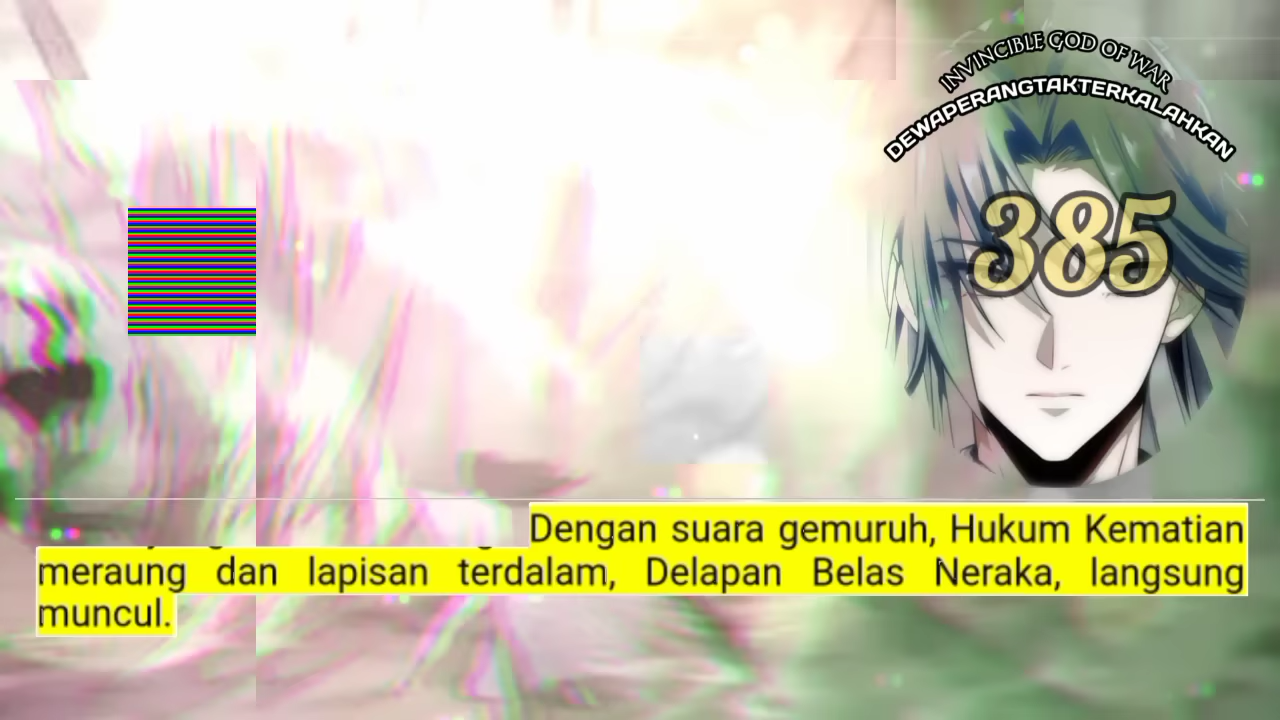 INVINCIBLE GOD OF WAR
DEWAPERANGTAKTERKALAHKAN
385
Dengan suara gemuruh, Hukum Kematian
meraung dan lapisan terdalam, Delapan Belas Neraka, langsung
muncul.